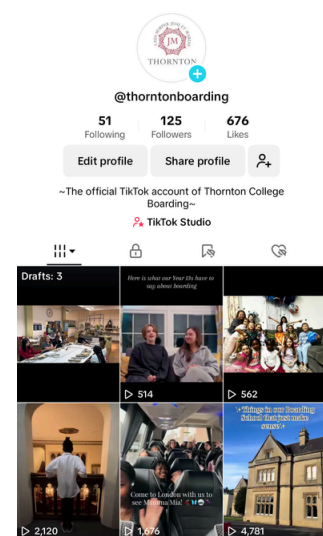 JM
THORNTON
@thorntonboarding
51 125 676
Following Followers Likes
Edit profile Share profile
~The official TikTok account of Thornton College
Boarding~
TikTok Studio
Drafts: 3
Here is what our Year 13s have to
say about boarding
514
562
Come to London with us to
see Mamma Mia!
Things in our Boarding
School that just make
sense
2,120
1,676
4,781